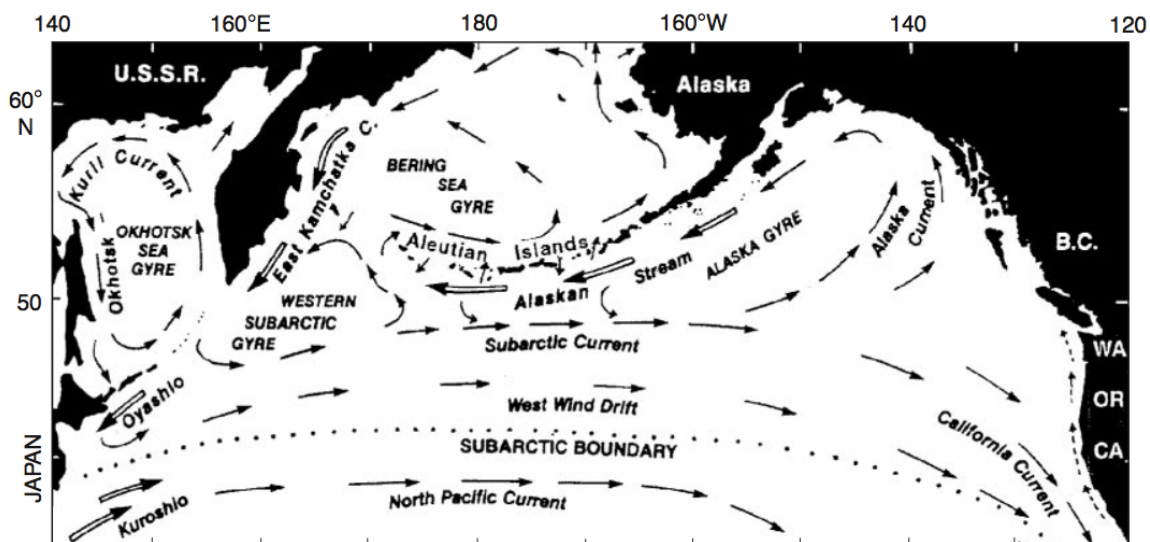 140 160°E 180 160°W 140 120
U.S.S.R.
Alaska
60°
N
Kuril Current
East Kamchatka C.
BERING
SEA
GYRE
OKHOTSK
SEA
GYRE
Okhotsk
Aleutian Islands
Alaskan Stream
ALASKA GYRE
Alaska
Current
B.C.
50
WESTERN
SUBARCTIC
GYRE
Subarctic Current
WA
Oyashio
West Wind Drift
OR
California Current
CA
SUBARCTIC BOUNDARY
JAPAN
Kuroshio
North Pacific Current